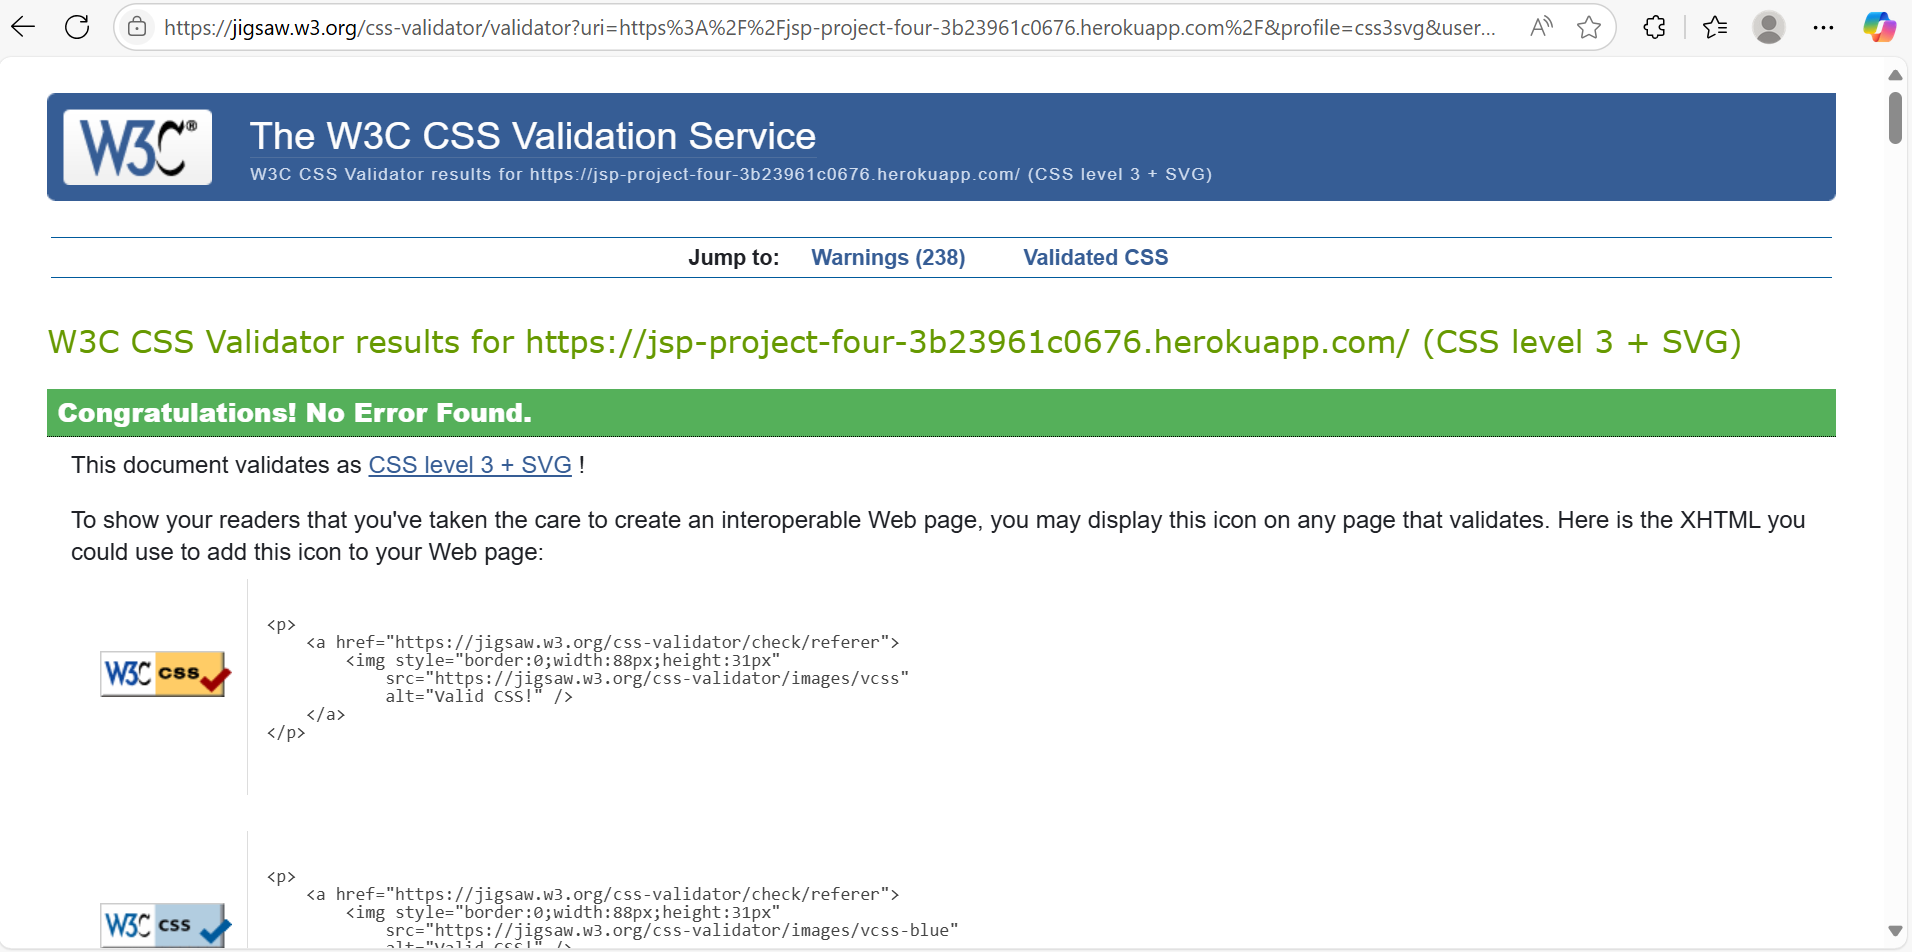 https://jigsaw.w3.org/css-validator/validator?uri=https%3A%2F%2Fjsp-project-four-3b23961c0676.herokuapp.com%2F&profile=css3svg&user...
W3C®
The W3C CSS Validation Service
W3C CSS Validator results for https://jsp-project-four-3b23961c0676.herokuapp.com/ (CSS level 3 + SVG)
Jump to: Warnings (238) Validated CSS
W3C CSS Validator results for https://jsp-project-four-3b23961c0676.herokuapp.com/ (CSS level 3 + SVG)
Congratulations! No Error Found.
This document validates as CSS level 3 + SVG !
To show your readers that you've taken the care to create an interoperable Web page, you may display this icon on any page that validates. Here is the XHTML you
could use to add this icon to your Web page:
W3C css
<p>
    <a href="https://jigsaw.w3.org/css-validator/check/referer">
        <img style="border:0;width:88px;height:31px"
            src="https://jigsaw.w3.org/css-validator/images/vcss"
            alt="Valid CSS!" />
    </a>
</p>
W3C css
<p>
    <a href="https://jigsaw.w3.org/css-validator/check/referer">
        <img style="border:0;width:88px;height:31px"
            src="https://jigsaw.w3.org/css-validator/images/vcss-blue"
            alt="Valid CSS!" />